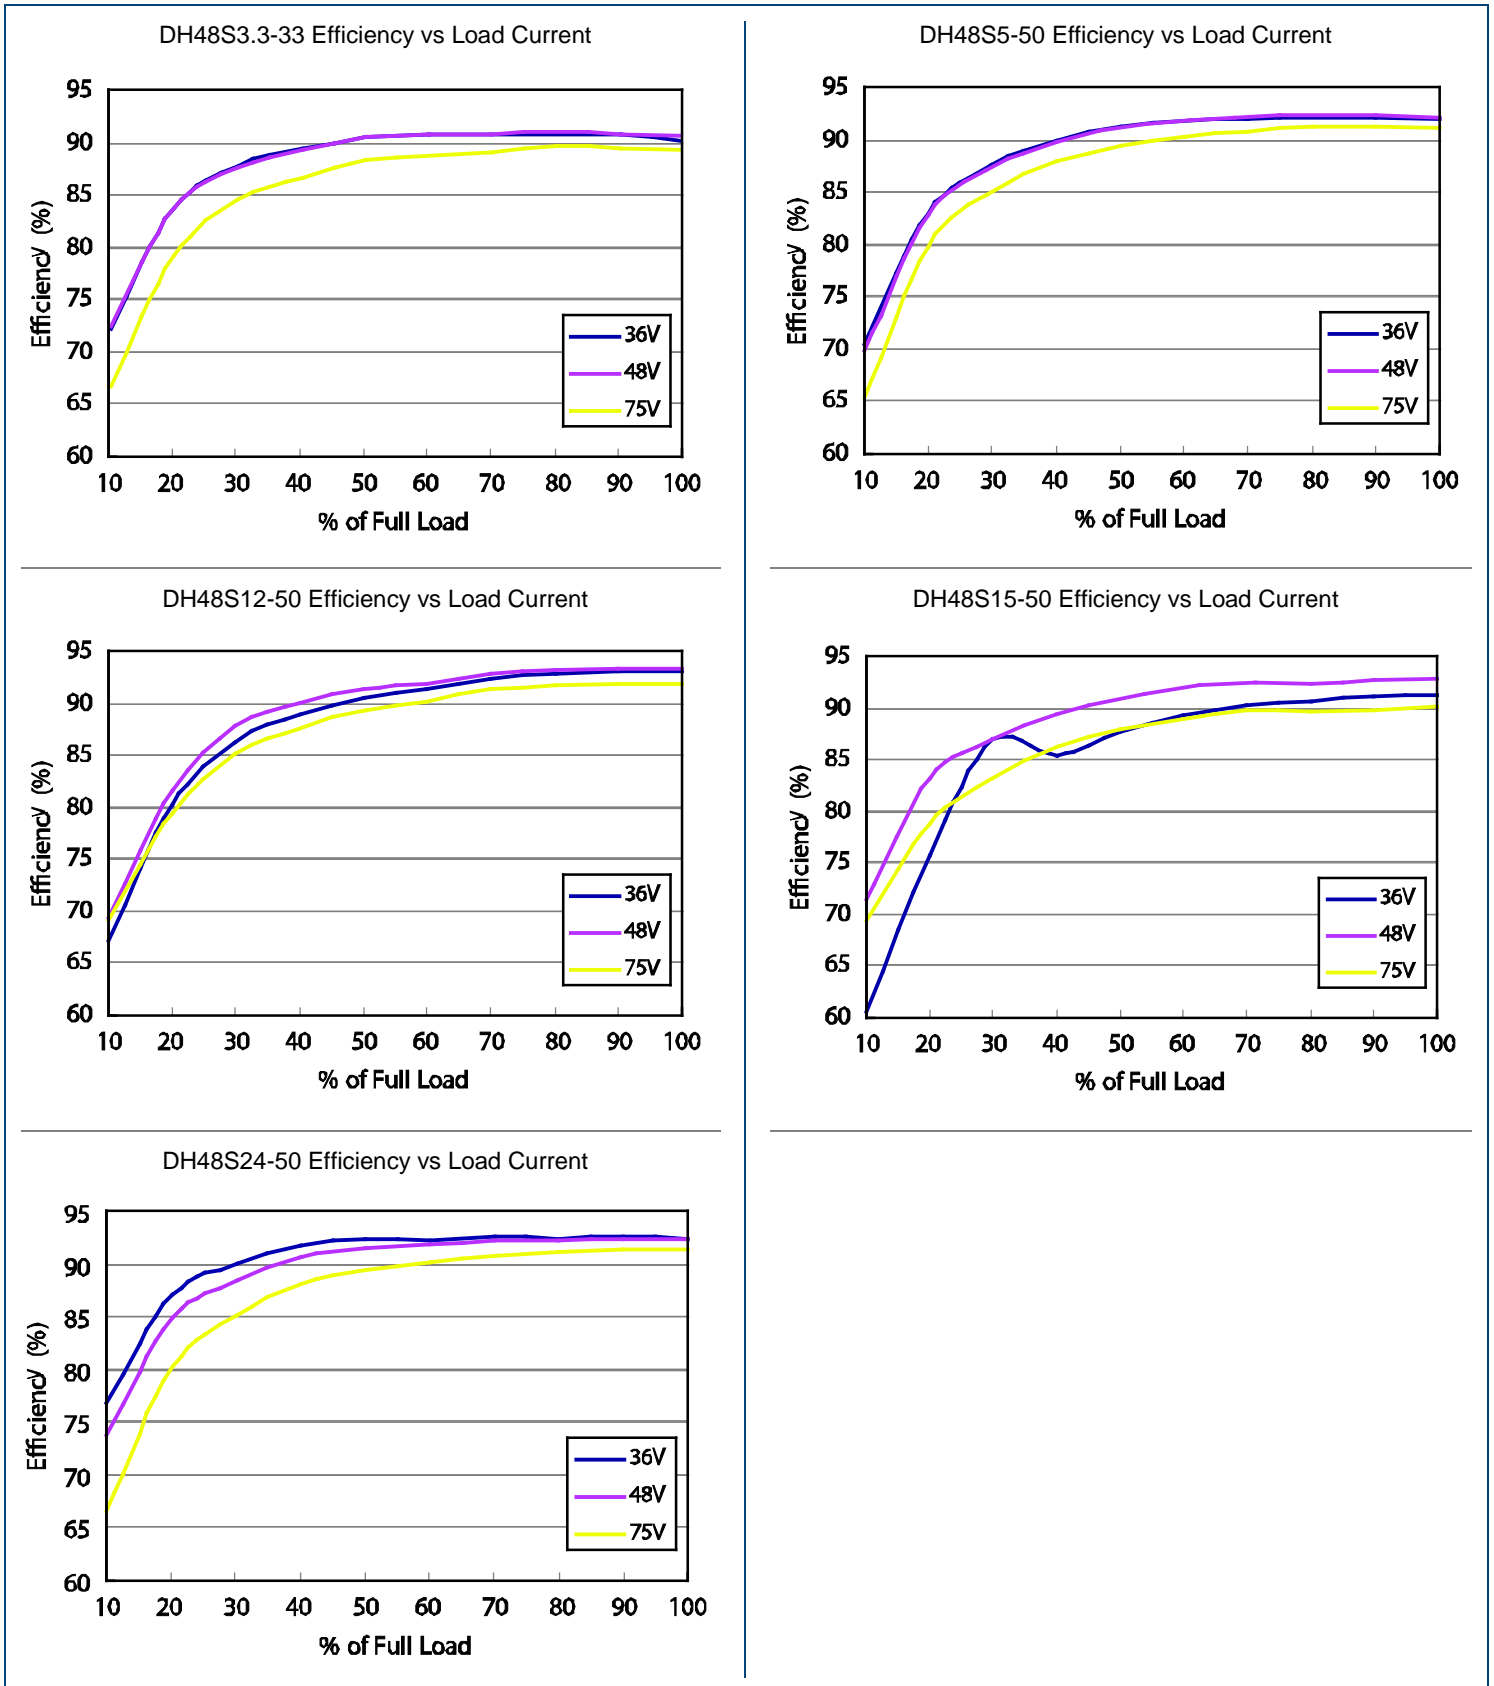 DH48S3.3-33 Efficiency vs Load Current
95
90
85
80
75
70
65
60
Efficiency (%)
36V
48V
75V
10 20 30 40 50 60 70 80 90 100
% of Full Load
DH48S5-50 Efficiency vs Load Current
95
90
85
80
75
70
65
60
Efficiency (%)
36V
48V
75V
10 20 30 40 50 60 70 80 90 100
% of Full Load
DH48S12-50 Efficiency vs Load Current
95
90
85
80
75
70
65
60
Efficiency (%)
36V
48V
75V
10 20 30 40 50 60 70 80 90 100
% of Full Load
DH48S15-50 Efficiency vs Load Current
95
90
85
80
75
70
65
60
Efficiency (%)
36V
48V
75V
10 20 30 40 50 60 70 80 90 100
% of Full Load
DH48S24-50 Efficiency vs Load Current
95
90
85
80
75
70
65
60
Efficiency (%)
36V
48V
75V
10 20 30 40 50 60 70 80 90 100
% of Full Load